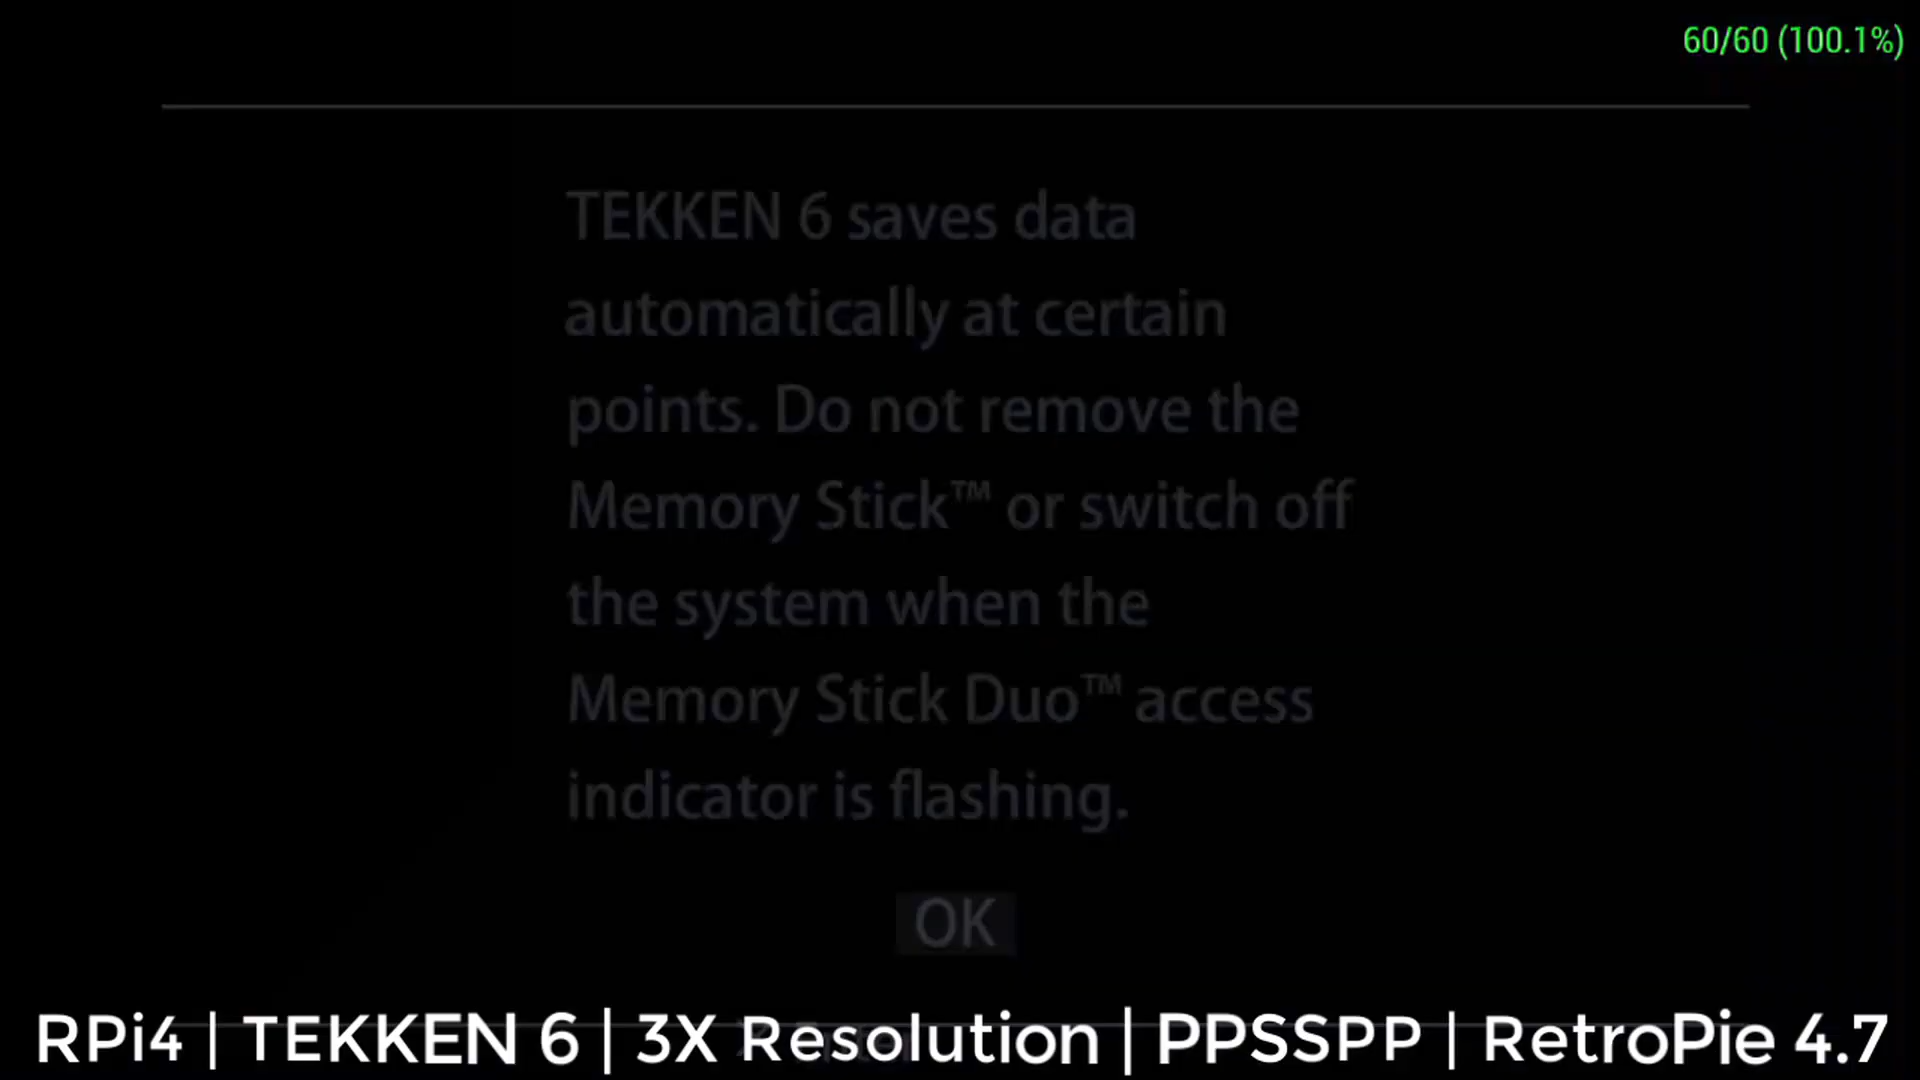 60/60 (100.1%)
TEKKEN 6 saves data
automatically at certain
points. Do not remove the
Memory Stick™ or switch off
the system when the
Memory Stick Duo™ access
indicator is flashing.
OK
RPi4 | TEKKEN 6 | 3X Resolution | PPSSPP | RetroPie 4.7